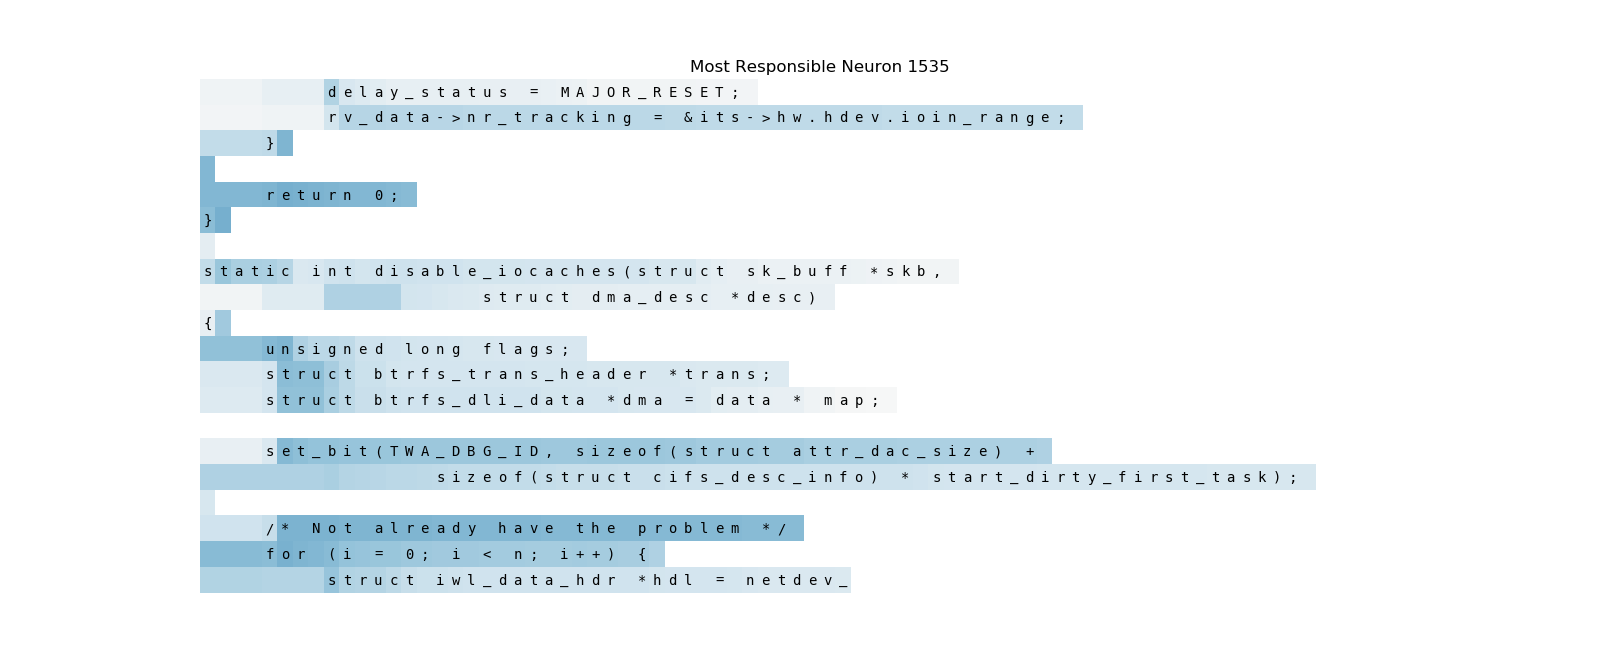 Most Responsible Neuron 1535
delay_status = MAJOR_RESET;
rv_data->nr_tracking = &its->hw.hdev.ioin_range;
}
return 0;
}
static int disable_iocaches(struct sk_buff *skb,
struct dma_desc *desc)
{
unsigned long flags;
struct btrfs_trans_header *trans;
struct btrfs_dli_data *dma = data * map;
set_bit(TWA_DBG_ID, sizeof(struct attr_dac_size) +
sizeof(struct cifs_desc_info) * start_dirty_first_task);
/* Not already have the problem */
for (i = 0; i < n; i++) {
struct iwl_data_hdr *hdl = netdev_